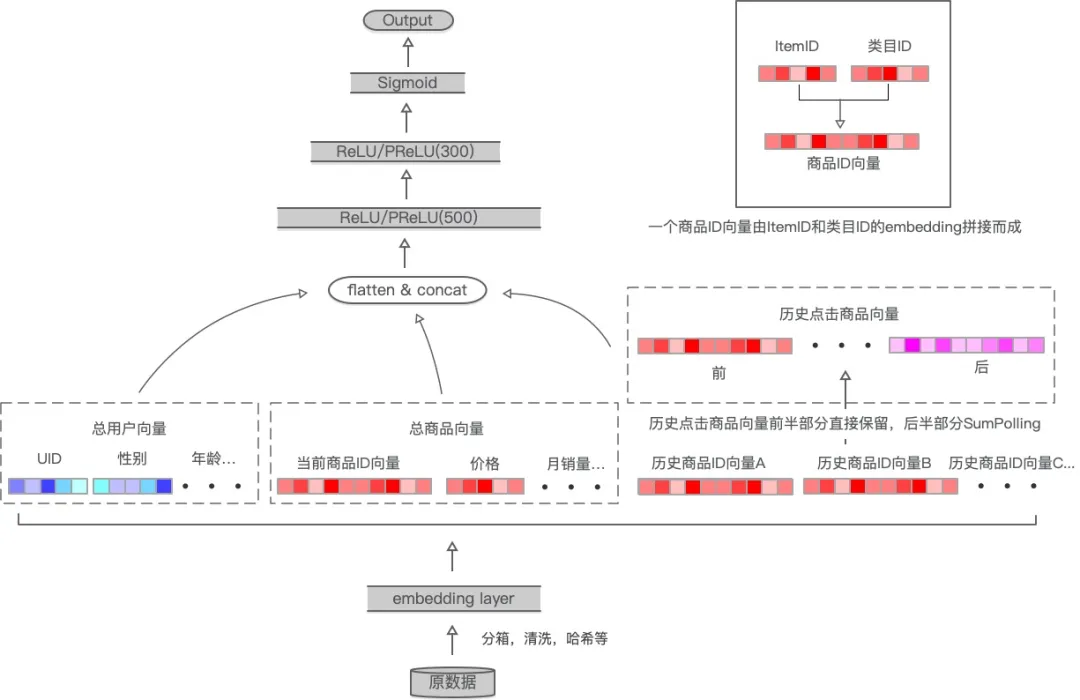 Output
Sigmoid
ReLU/PReLU(300)
ReLU/PReLU(500)
flatten & concat
ItemID
类目ID
商品ID向量
一个商品ID向量由ItemID和类目ID的embedding拼接而成
历史点击商品向量
前
后
历史点击商品向量前半部分直接保留，后半部分SumPolling
总用户向量
UID
性别
年龄...
总商品向量
当前商品ID向量
价格
月销量...
历史商品ID向量A
历史商品ID向量B
历史商品ID向量C...
embedding layer
分箱，清洗，哈希等
原数据